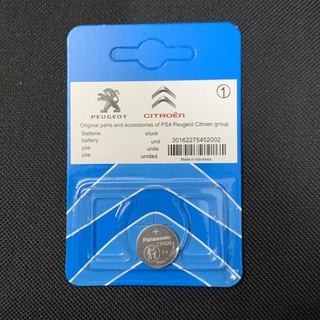 PEUGEOT
CITROËN
1
Original parts and accessories of PSA Peugeot Citroen group
Batterie stuck
battery unit 30162275452002
pile unite
pila unidad
Made in Indonesia
+
Panasonic